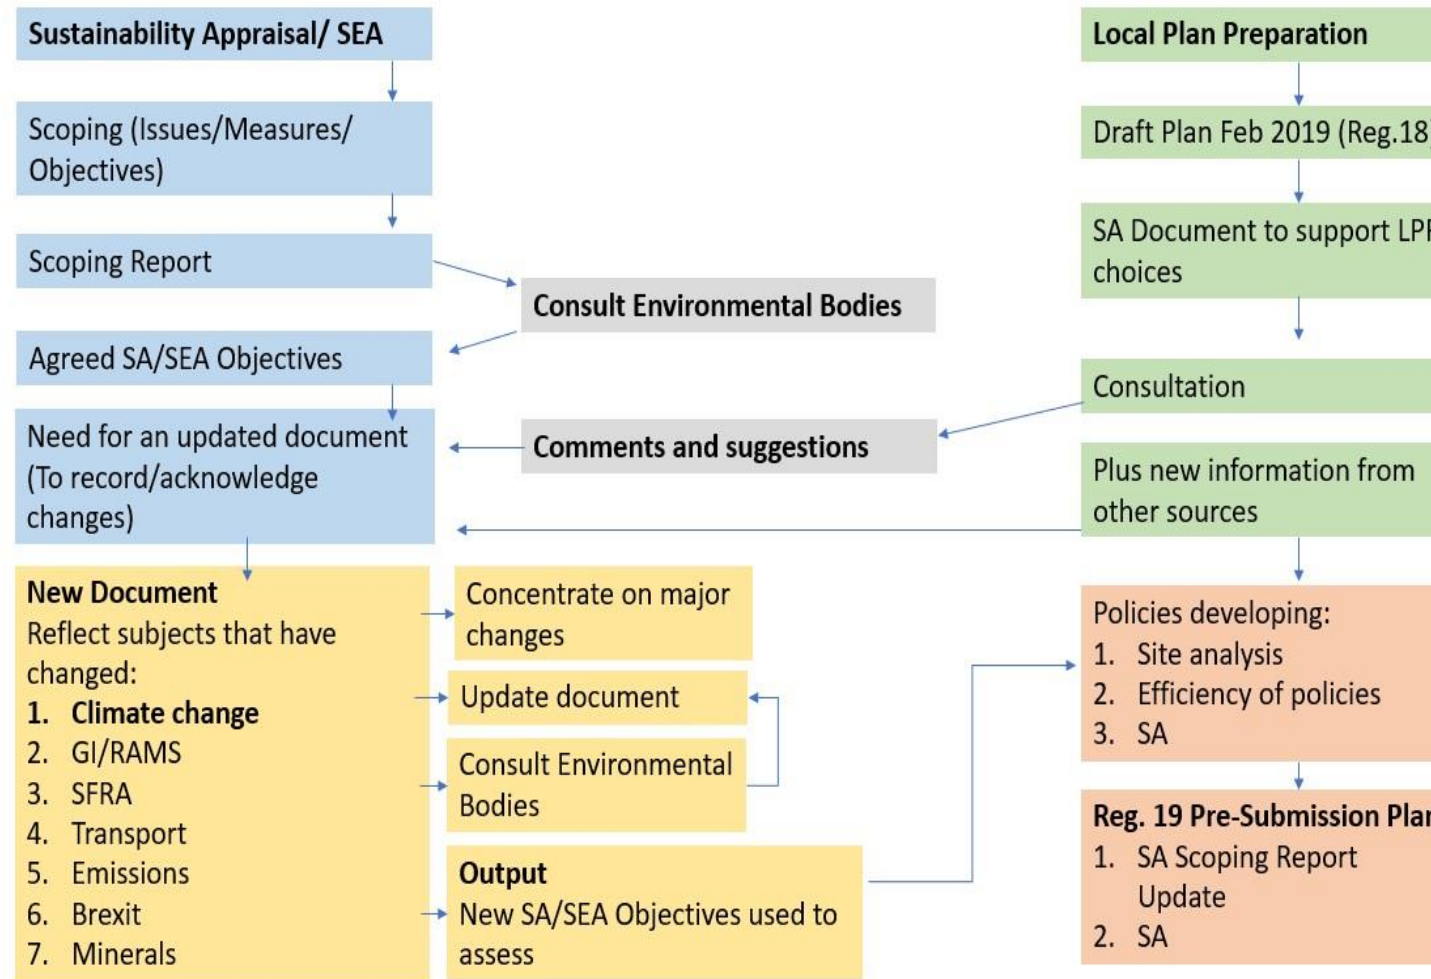 Sustainability Appraisal/ SEA
Scoping (Issues/Measures/
Objectives)
Scoping Report
Agreed SA/SEA Objectives
Need for an updated document
(To record/acknowledge
changes)
New Document
Reflect subjects that have
changed:
1. Climate change
2. GI/RAMS
3. SFRA
4. Transport
5. Emissions
6. Brexit
7. Minerals
Consult Environmental Bodies
Comments and suggestions
Concentrate on major
changes
Update document
Consult Environmental
Bodies
Output
New SA/SEA Objectives used to
assess
Local Plan Preparation
Draft Plan Feb 2019 (Reg.18)
SA Document to support
choices
Consultation
Plus new information from
other sources
Policies developing:
1. Site analysis
2. Efficiency of policies
3. SA
Reg. 19 Pre-Submission Plan
1. SA Scoping Report
Update
2. SA